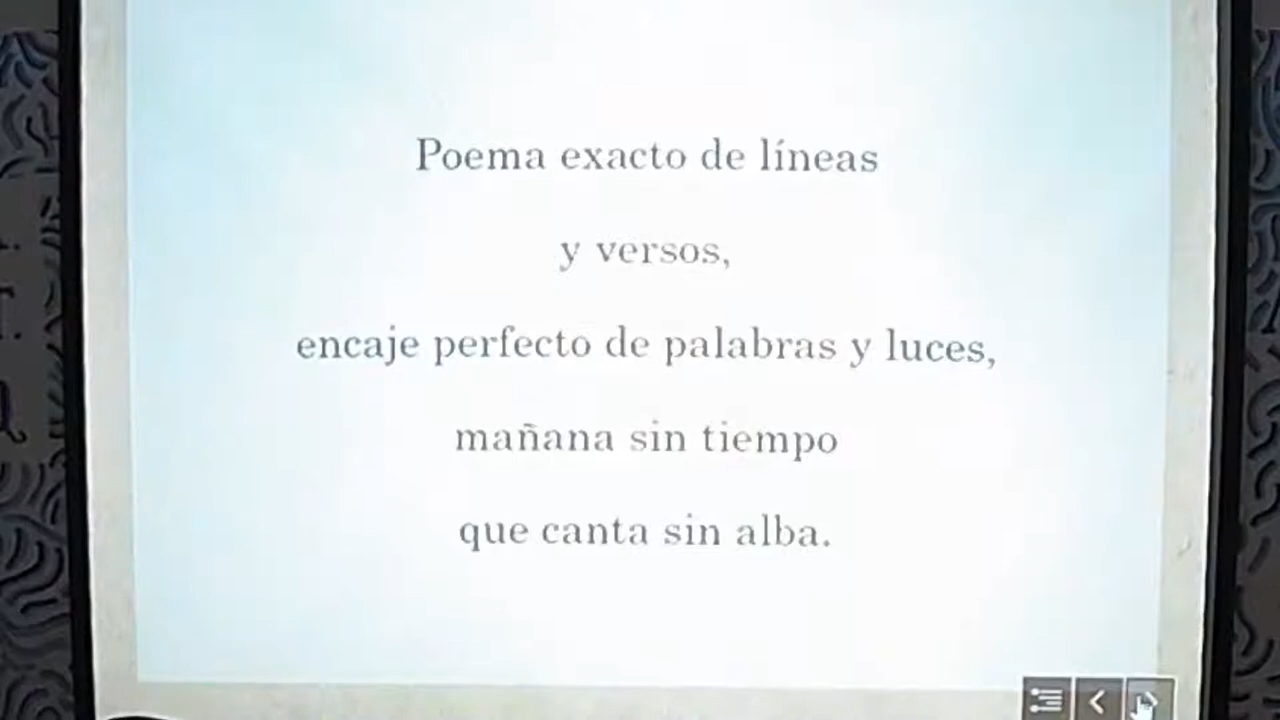 Poema exacto de líneas
y versos,
encaje perfecto de palabras y luces,
mañana sin tiempo
que canta sin alba.